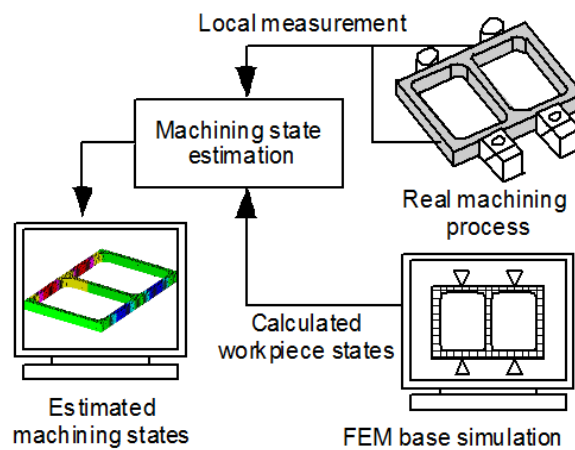 Local measurement
Machining state
estimation
Real machining
process
Calculated
workpiece states
Estimated
machining states
FEM base simulation